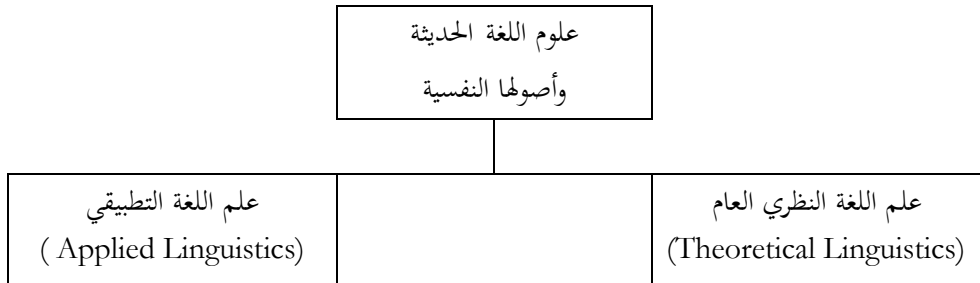 علوم اللغة الحديثة
وأصولها النفسية
علم اللغة النظري العام
(Theoretical Linguistics)
علم اللغة التطبيقي
( Applied Linguistics)